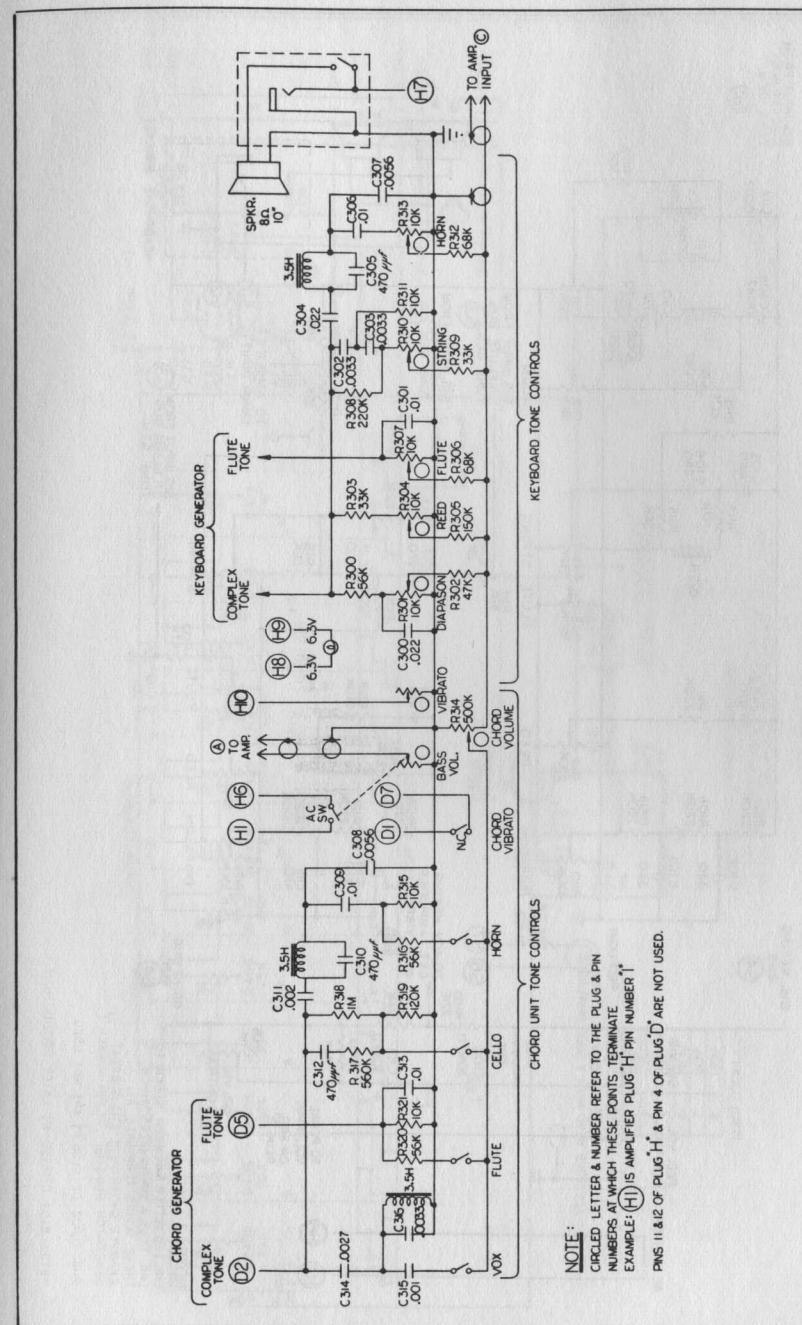 CHORD GENERATOR
COMPLEX
TONE
FLUTE
TONE
D2
D5
C314
.0027
C315
.001
C316
.0033
3.5H
VOX
R320
56K
R321
10K
C313
.01
FLUTE
C312
470µµf
R317
560K
R318
1M
R319
120K
CELLO
C311
.002
3.5H
C310
470µµf
C309
.01
C308
.0056
R316
56K
R315
10K
HORN
CHORD UNIT TONE CONTROLS
H1
H6
AC
SW
D1
D7
N.C.
CHORD
VIBRATO
A
TO
AMP.
BASS
VOL.
R314
500K
CHORD
VOLUME
H10
VIBRATO
H8
H9
6.3V
6.3V
KEYBOARD GENERATOR
COMPLEX
TONE
FLUTE
TONE
C300
.022
R300
56K
R301
10K
DIAPASON
R302
47K
R303
33K
R304
10K
REED
R305
150K
R307
10K
C301
.01
FLUTE
R306
68K
R308
220K
C302
.0033
C303
.0033
R310
10K
R311
10K
STRING
R309
33K
C304
.022
3.5H
C305
470µµf
C306
.01
C307
.0056
R313
10K
HORN
R312
68K
KEYBOARD TONE CONTROLS
SPKR.
8Ω
10"
H7
TO AMP.
INPUT C
NOTE:
CIRCLED LETTER & NUMBER REFER TO THE PLUG & PIN
NUMBERS AT WHICH THESE POINTS TERMINATE
EXAMPLE: H1 IS AMPLIFIER PLUG "H" PIN NUMBER "1"
PINS 11 & 12 OF PLUG "H" & PIN 4 OF PLUG "D" ARE NOT USED.